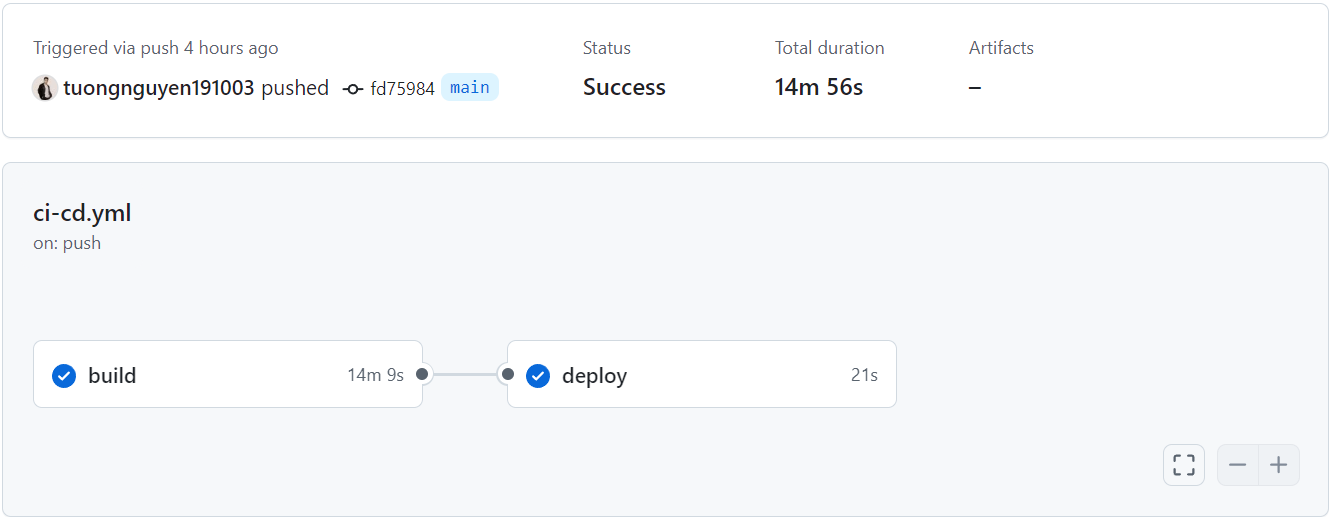 Triggered via push 4 hours ago
tuongnguyen191003 pushed fd75984 main
Status
Success
Total duration
14m 56s
Artifacts
–
ci-cd.yml
on: push
build 14m 9s
deploy 21s